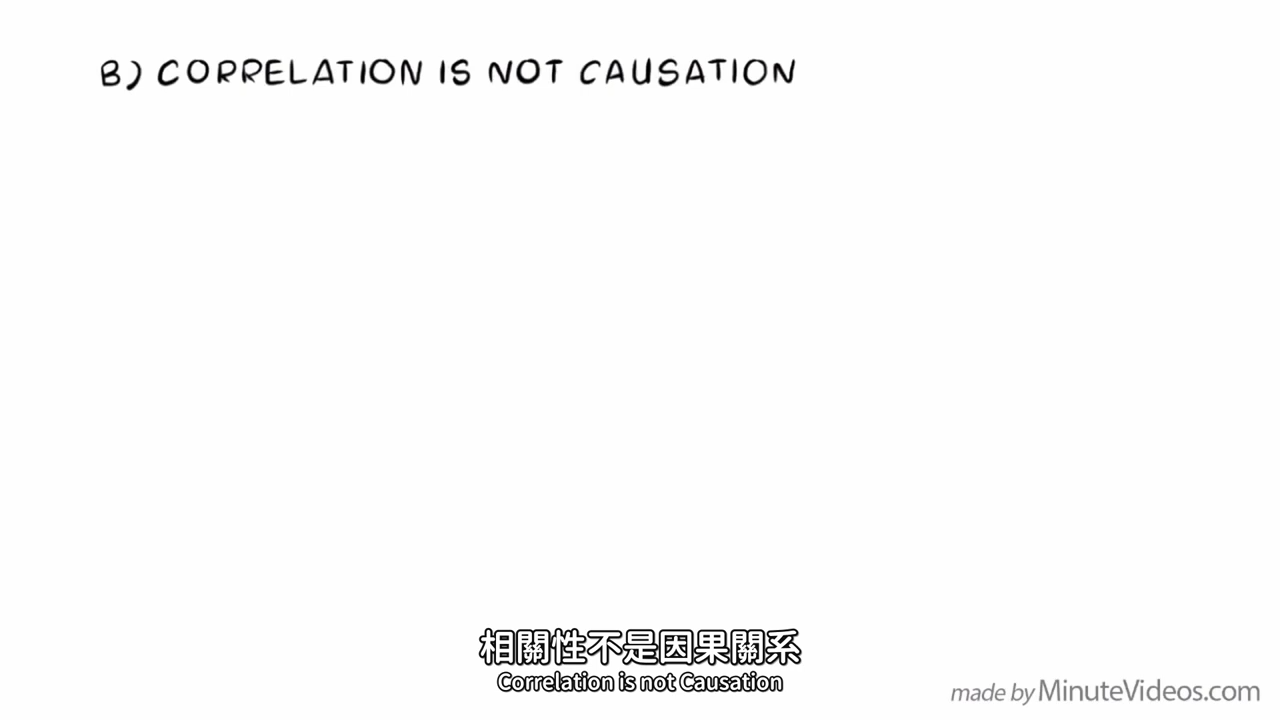 B) CORRELATION IS NOT CAUSATION
相關性不是因果關系
Correlation is not Causation
made by MinuteVideos.com